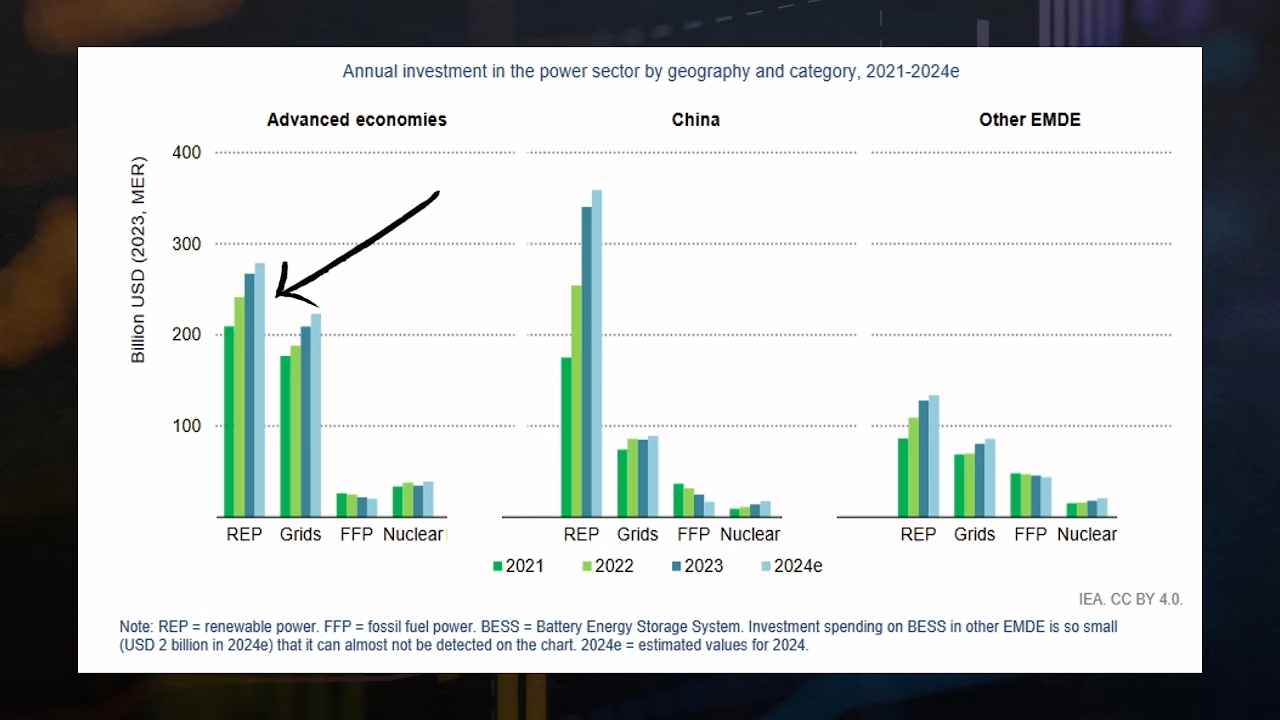 Annual investment in the power sector by geography and category, 2021-2024e
Advanced economies
China
Other EMDE
Billion USD (2023, MER)
400
300
200
100
REP Grids FFP Nuclear
REP Grids FFP Nuclear
REP Grids FFP Nuclear
2021 2022 2023 2024e
IEA. CC BY 4.0.
Note: REP = renewable power. FFP = fossil fuel power. BESS = Battery Energy Storage System. Investment spending on BESS in other EMDE is so small
(USD 2 billion in 2024e) that it can almost not be detected on the chart. 2024e = estimated values for 2024.